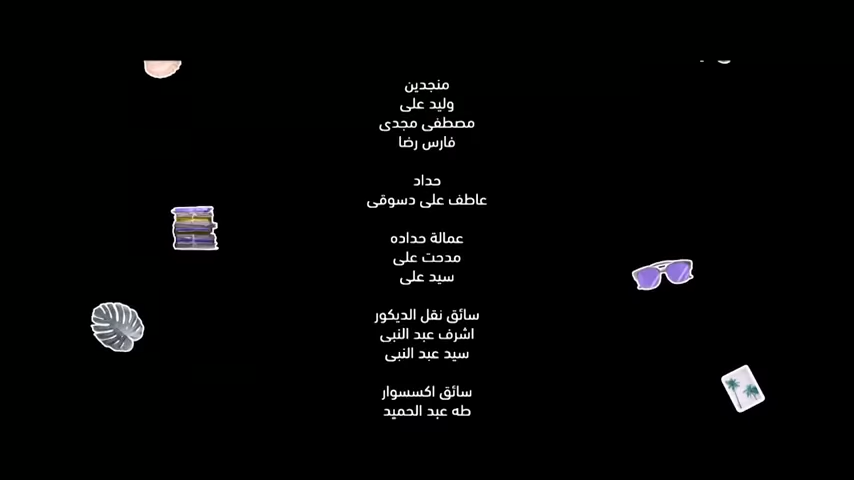 منجدين
وليد على
مصطفى مجدى
فارس رضا
حداد
عاطف على دسوقى
عمالة حداده
مدحت على
سيد على
سائق نقل الديكور
اشرف عبد النبى
سيد عبد النبى
سائق اكسسوار
طه عبد الحميد